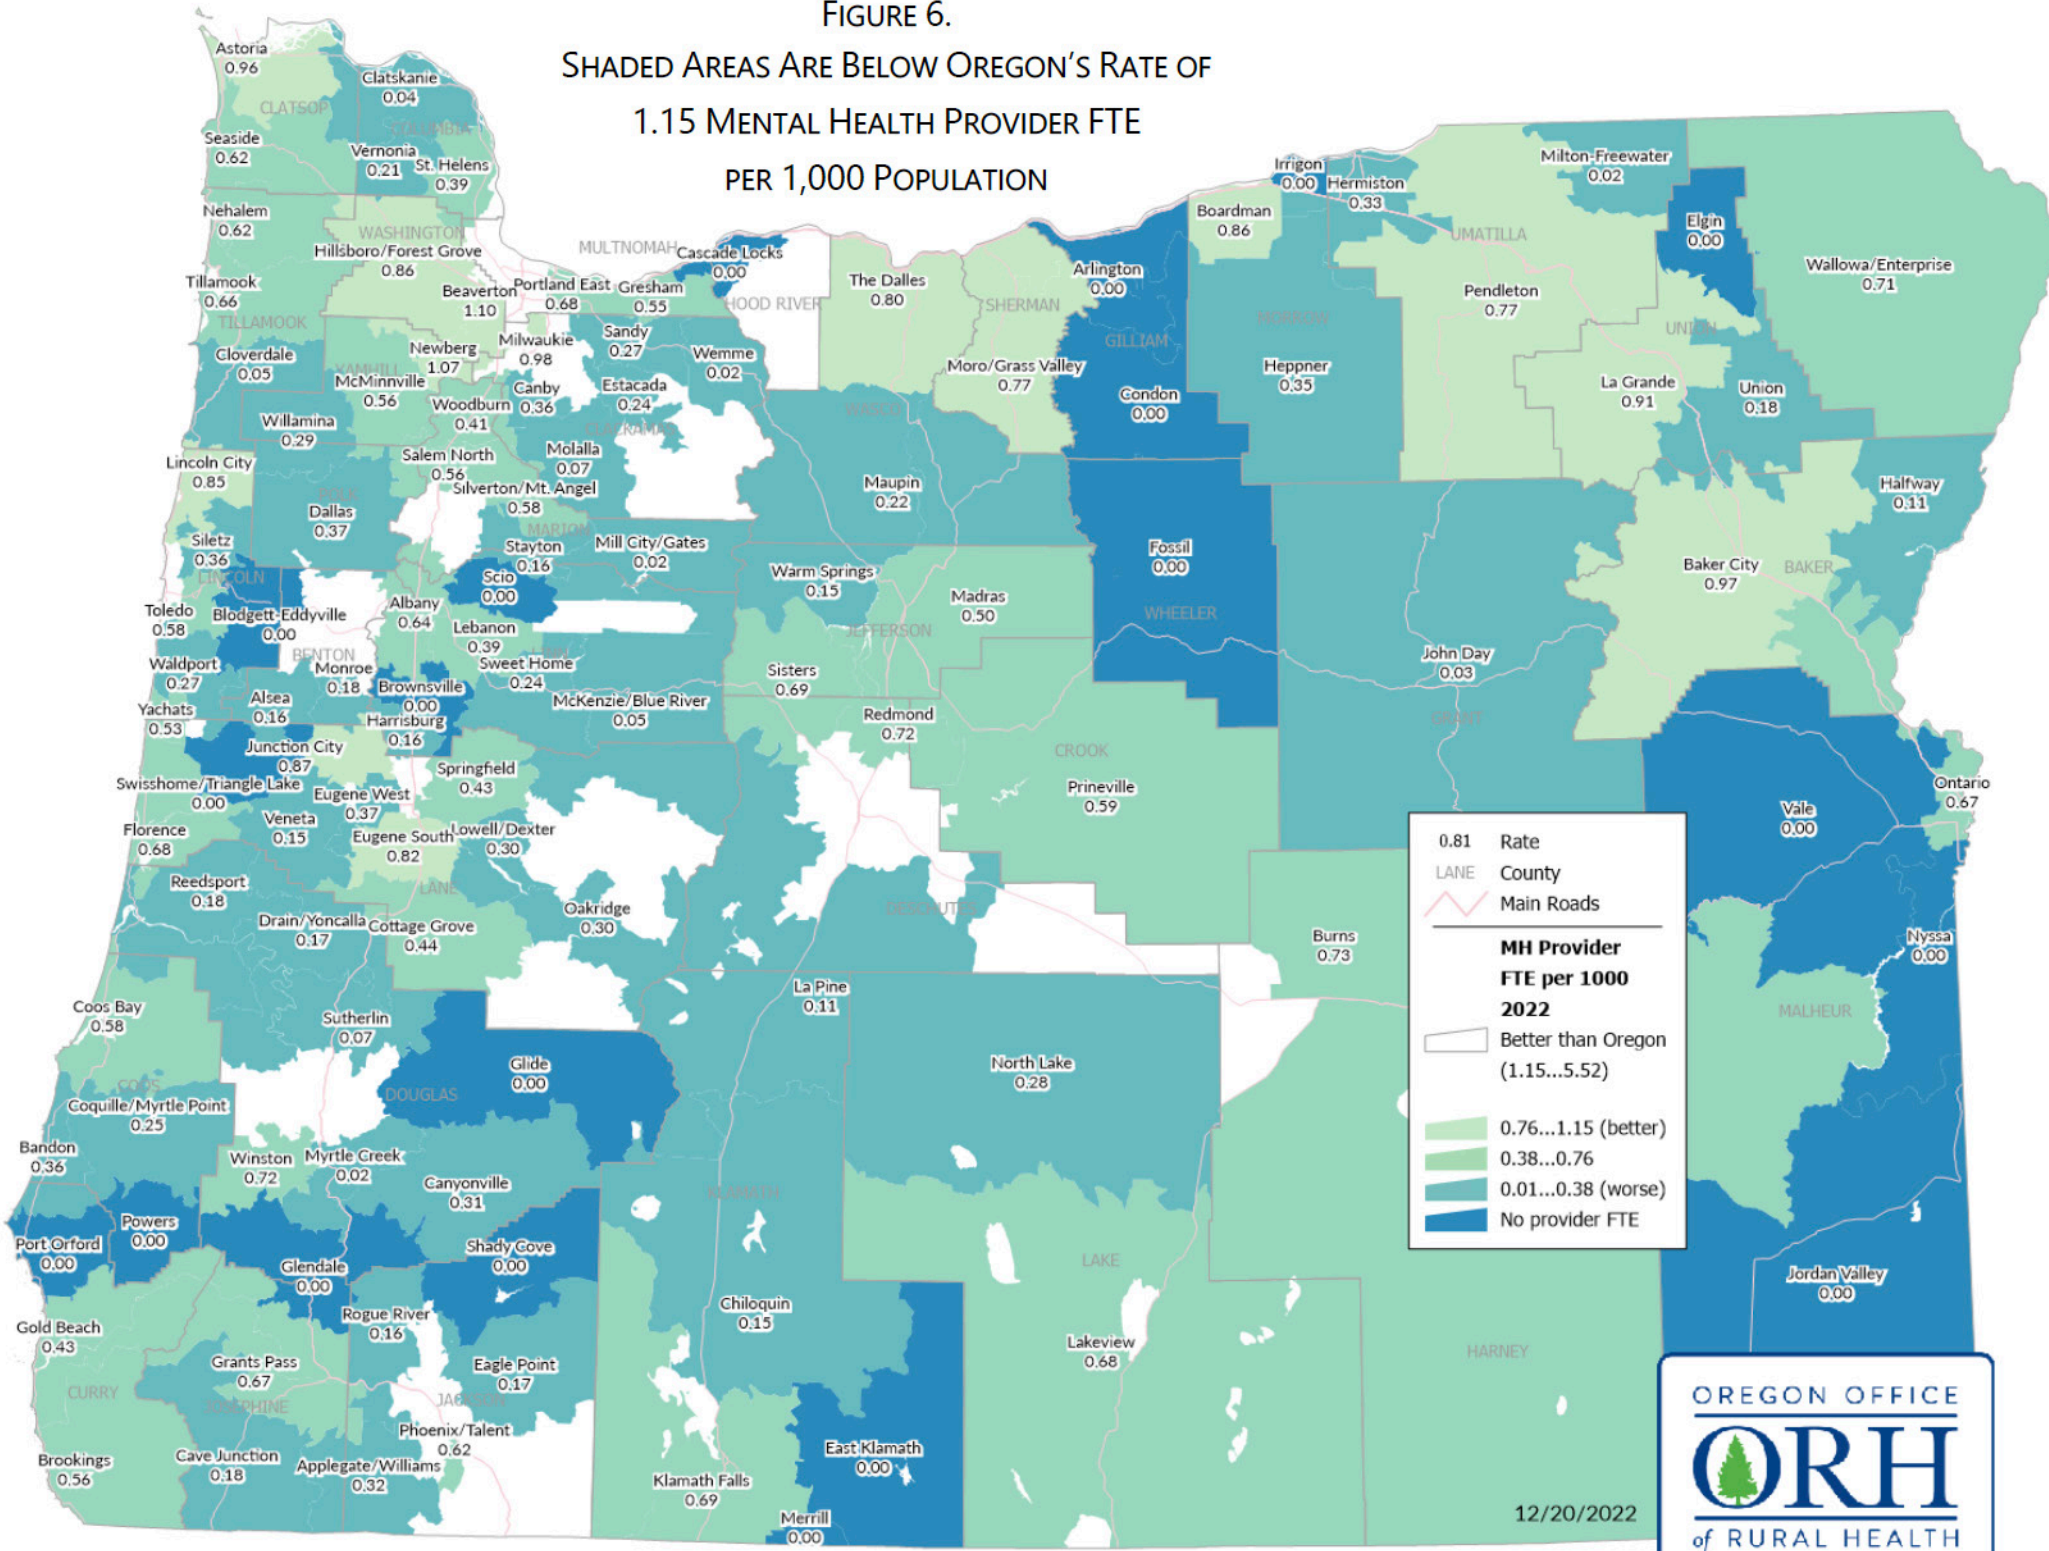 FIGURE 6.
SHADED AREAS ARE BELOW OREGON'S RATE OF
1.15 MENTAL HEALTH PROVIDER FTE
PER 1,000 POPULATION
Astoria
0.96
CLATSOP
Clatskanie
0.04
COLUMBIA
Seaside
0.62
Vernonia
0.21
St. Helens
0.39
Nehalem
0.62
WASHINGTON
Hillsboro/Forest Grove
0.86
MULTNOMAH
Cascade Locks
0.00
HOOD RIVER
Tillamook
0.66
TILLAMOOK
Beaverton
1.10
Portland East
0.68
Gresham
0.55
The Dalles
0.80
SHERMAN
Arlington
0.00
GILLIAM
Irrigon
0.00
Hermiston
0.33
Boardman
0.86
Milton-Freewater
0.02
UMATILLA
Elgin
0.00
Wallowa/Enterprise
0.71
Pendleton
0.77
MORROW
UNION
Cloverdale
0.05
YAMHILL
Newberg
1.07
Milwaukie
0.98
Sandy
0.27
Wemme
0.02
McMinnville
0.56
Canby
0.36
Estacada
0.24
CLACKAMAS
Woodburn
0.41
Willamina
0.29
Moro/Grass Valley
0.77
WASCO
Condon
0.00
Heppner
0.35
La Grande
0.91
Union
0.18
Lincoln City
0.85
Salem North
0.56
Molalla
0.07
Silverton/Mt. Angel
0.58
MARION
POLK
Dallas
0.37
Maupin
0.22
Halfway
0.11
Siletz
0.36
LINCOLN
Stayton
0.16
Mill City/Gates
0.02
Scio
0.00
Warm Springs
0.15
Madras
0.50
JEFFERSON
Fossil
0.00
WHEELER
Baker City
0.97
BAKER
Toledo
0.58
Blodgett-Eddyville
0.00
BENTON
Albany
0.64
Lebanon
0.39
Sweet Home
0.24
Monroe
0.18
Waldport
0.27
Alsea
0.16
Brownsville
0.00
McKenzie/Blue River
0.05
Sisters
0.69
John Day
0.03
GRANT
Yachats
0.53
Harrisburg
0.16
Redmond
0.72
CROOK
Junction City
0.87
Springfield
0.43
Prineville
0.59
Swisshome/Triangle Lake
0.00
Eugene West
0.37
Veneta
0.15
Florence
0.68
Eugene South
0.82
Lowell/Dexter
0.30
LANE
Ontario
0.67
Vale
0.00
Reedsport
0.18
Drain/Yoncalla
0.17
Cottage Grove
0.44
Oakridge
0.30
DESCHUTES
Burns
0.73
Nyssa
0.00
Coos Bay
0.58
COOS
Sutherlin
0.07
La Pine
0.11
North Lake
0.28
MALHEUR
Glide
0.00
DOUGLAS
Coquille/Myrtle Point
0.25
Bandon
0.36
Winston
0.72
Myrtle Creek
0.02
Canyonville
0.31
KLAMATH
Port Orford
0.00
Powers
0.00
Glendale
0.00
Shady Cove
0.00
LAKE
Jordan Valley
0.00
Gold Beach
0.43
Rogue River
0.16
Chiloquin
0.15
Lakeview
0.68
HARNEY
Grants Pass
0.67
Eagle Point
0.17
CURRY
JOSEPHINE
JACKSON
Phoenix/Talent
0.62
Brookings
0.56
Cave Junction
0.18
Applegate/Williams
0.32
Klamath Falls
0.69
East Klamath
0.00
Merrill
0.00
0.81 Rate
LANE County
Main Roads
MH Provider
FTE per 1000
2022
Better than Oregon
(1.15...5.52)
0.76...1.15 (better)
0.38...0.76
0.01...0.38 (worse)
No provider FTE
12/20/2022
OREGON OFFICE
ORH
of RURAL HEALTH